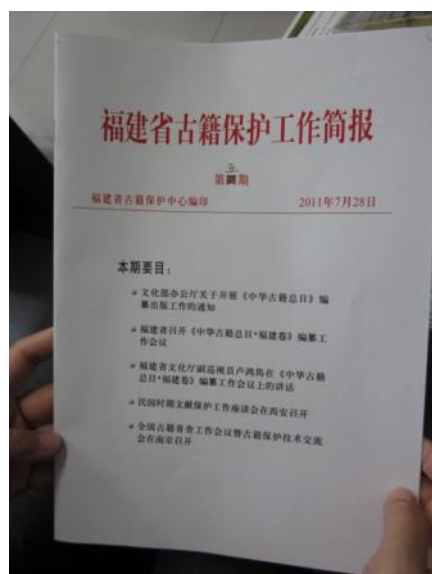 福建省古籍保护工作简报
五
第期
福建省古籍保护中心编印 2011年7月28日
本期要目:
文化部办公厅关于开展《中华古籍总目》编
纂出版工作的通知
福建省召开《中华古籍总目·福建卷》编纂工
作会议
福建省文化厅副巡视员卢鸿筠在《中华古籍
总目·福建卷》编纂工作会议上的讲话
民国时期文献保护工作座谈会在西安召开
全国古籍普查工作会议暨古籍保护技术交流
会在南京召开